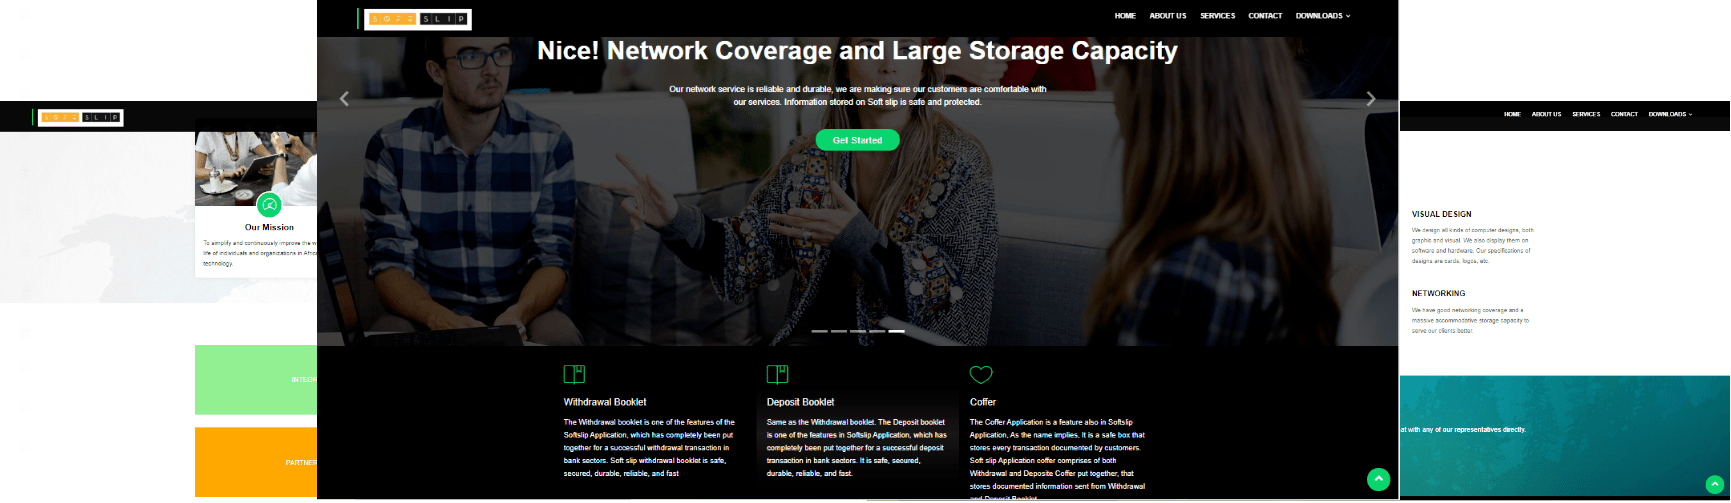 SOFT SLIP
HOME ABOUT US SERVICES CONTACT DOWNLOADS
Nice! Network Coverage and Large Storage Capacity
Our network service is reliable and durable, we are making sure our customers are comfortable with
our services. Information stored on Soft slip is safe and protected.
Get Started
Withdrawal Booklet
The Withdrawal booklet is one of the features of the
Softslip Application, which has completely been put
together for a successful withdrawal transaction in
bank sectors. Soft slip withdrawal booklet is safe,
secured, durable, reliable, and fast
Deposit Booklet
Same as the Withdrawal booklet. The Deposit booklet
is one of the features in Softslip Application, which has
completely been put together for a successful deposit
transaction in bank sectors. It is safe, secured,
durable, reliable, and fast.
Coffer
The Coffer Application is a feature also in Softslip
Application, As the name implies, It is a safe box that
stores every transaction documented by customers.
Soft slip Application coffer comprises of both
Withdrawal and Deposite Coffer put together, that
stores documented information sent from Withdrawal
and Deposit Booklet
SOFT SLIP
Our Mission
To simplify and continuously improve the w
life of individuals and organizations in Afric
technology.
INTEGR
PARTNER
HOME ABOUT US SERVICES CONTACT DOWNLOADS
VISUAL DESIGN
We design all kinds of computer designs, both
graphic and visual. We also display them on
software and hardware. Our specifications of
designs are cards, logos, etc.
NETWORKING
We have good networking coverage and a
massive accommodative storage capacity to
serve our clients better.
at with any of our representatives directly.